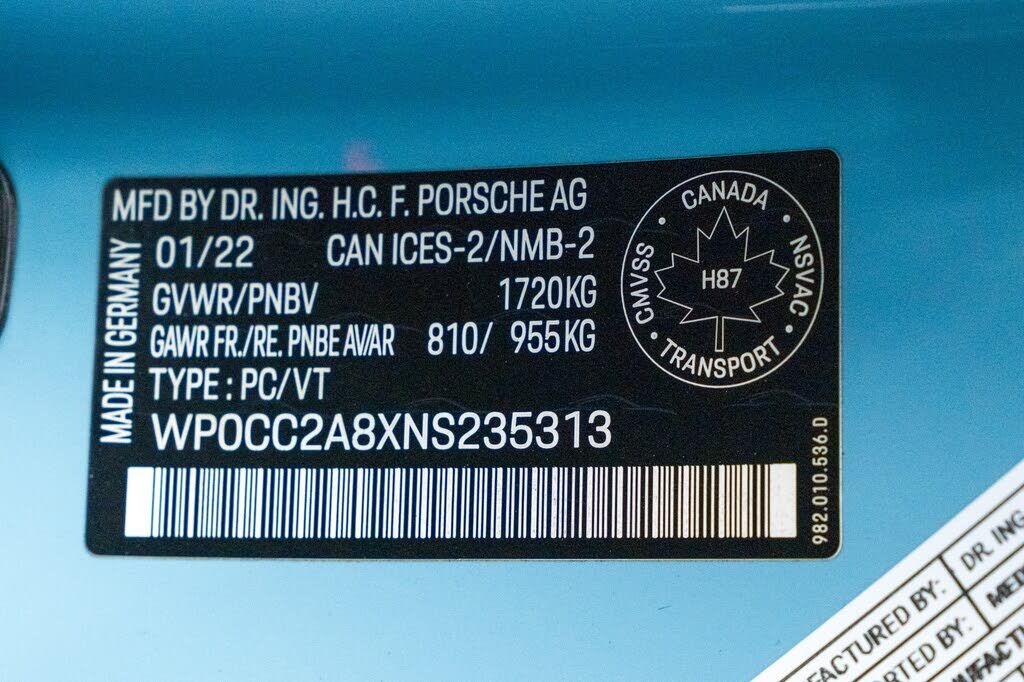 MFD BY DR. ING. H.C. F. PORSCHE AG
01/22 CAN ICES-2/NMB-2
GVWR/PNBV 1720KG
GAWR FR./RE. PNBE AV/AR 810/ 955KG
TYPE : PC/VT
WP0CC2A8XNS235313
MADE IN GERMANY
CANADA
CMVSS
NSVAC
H87
TRANSPORT
982.010.536.D
ACTURED BY: DR. ING
RTED BY: